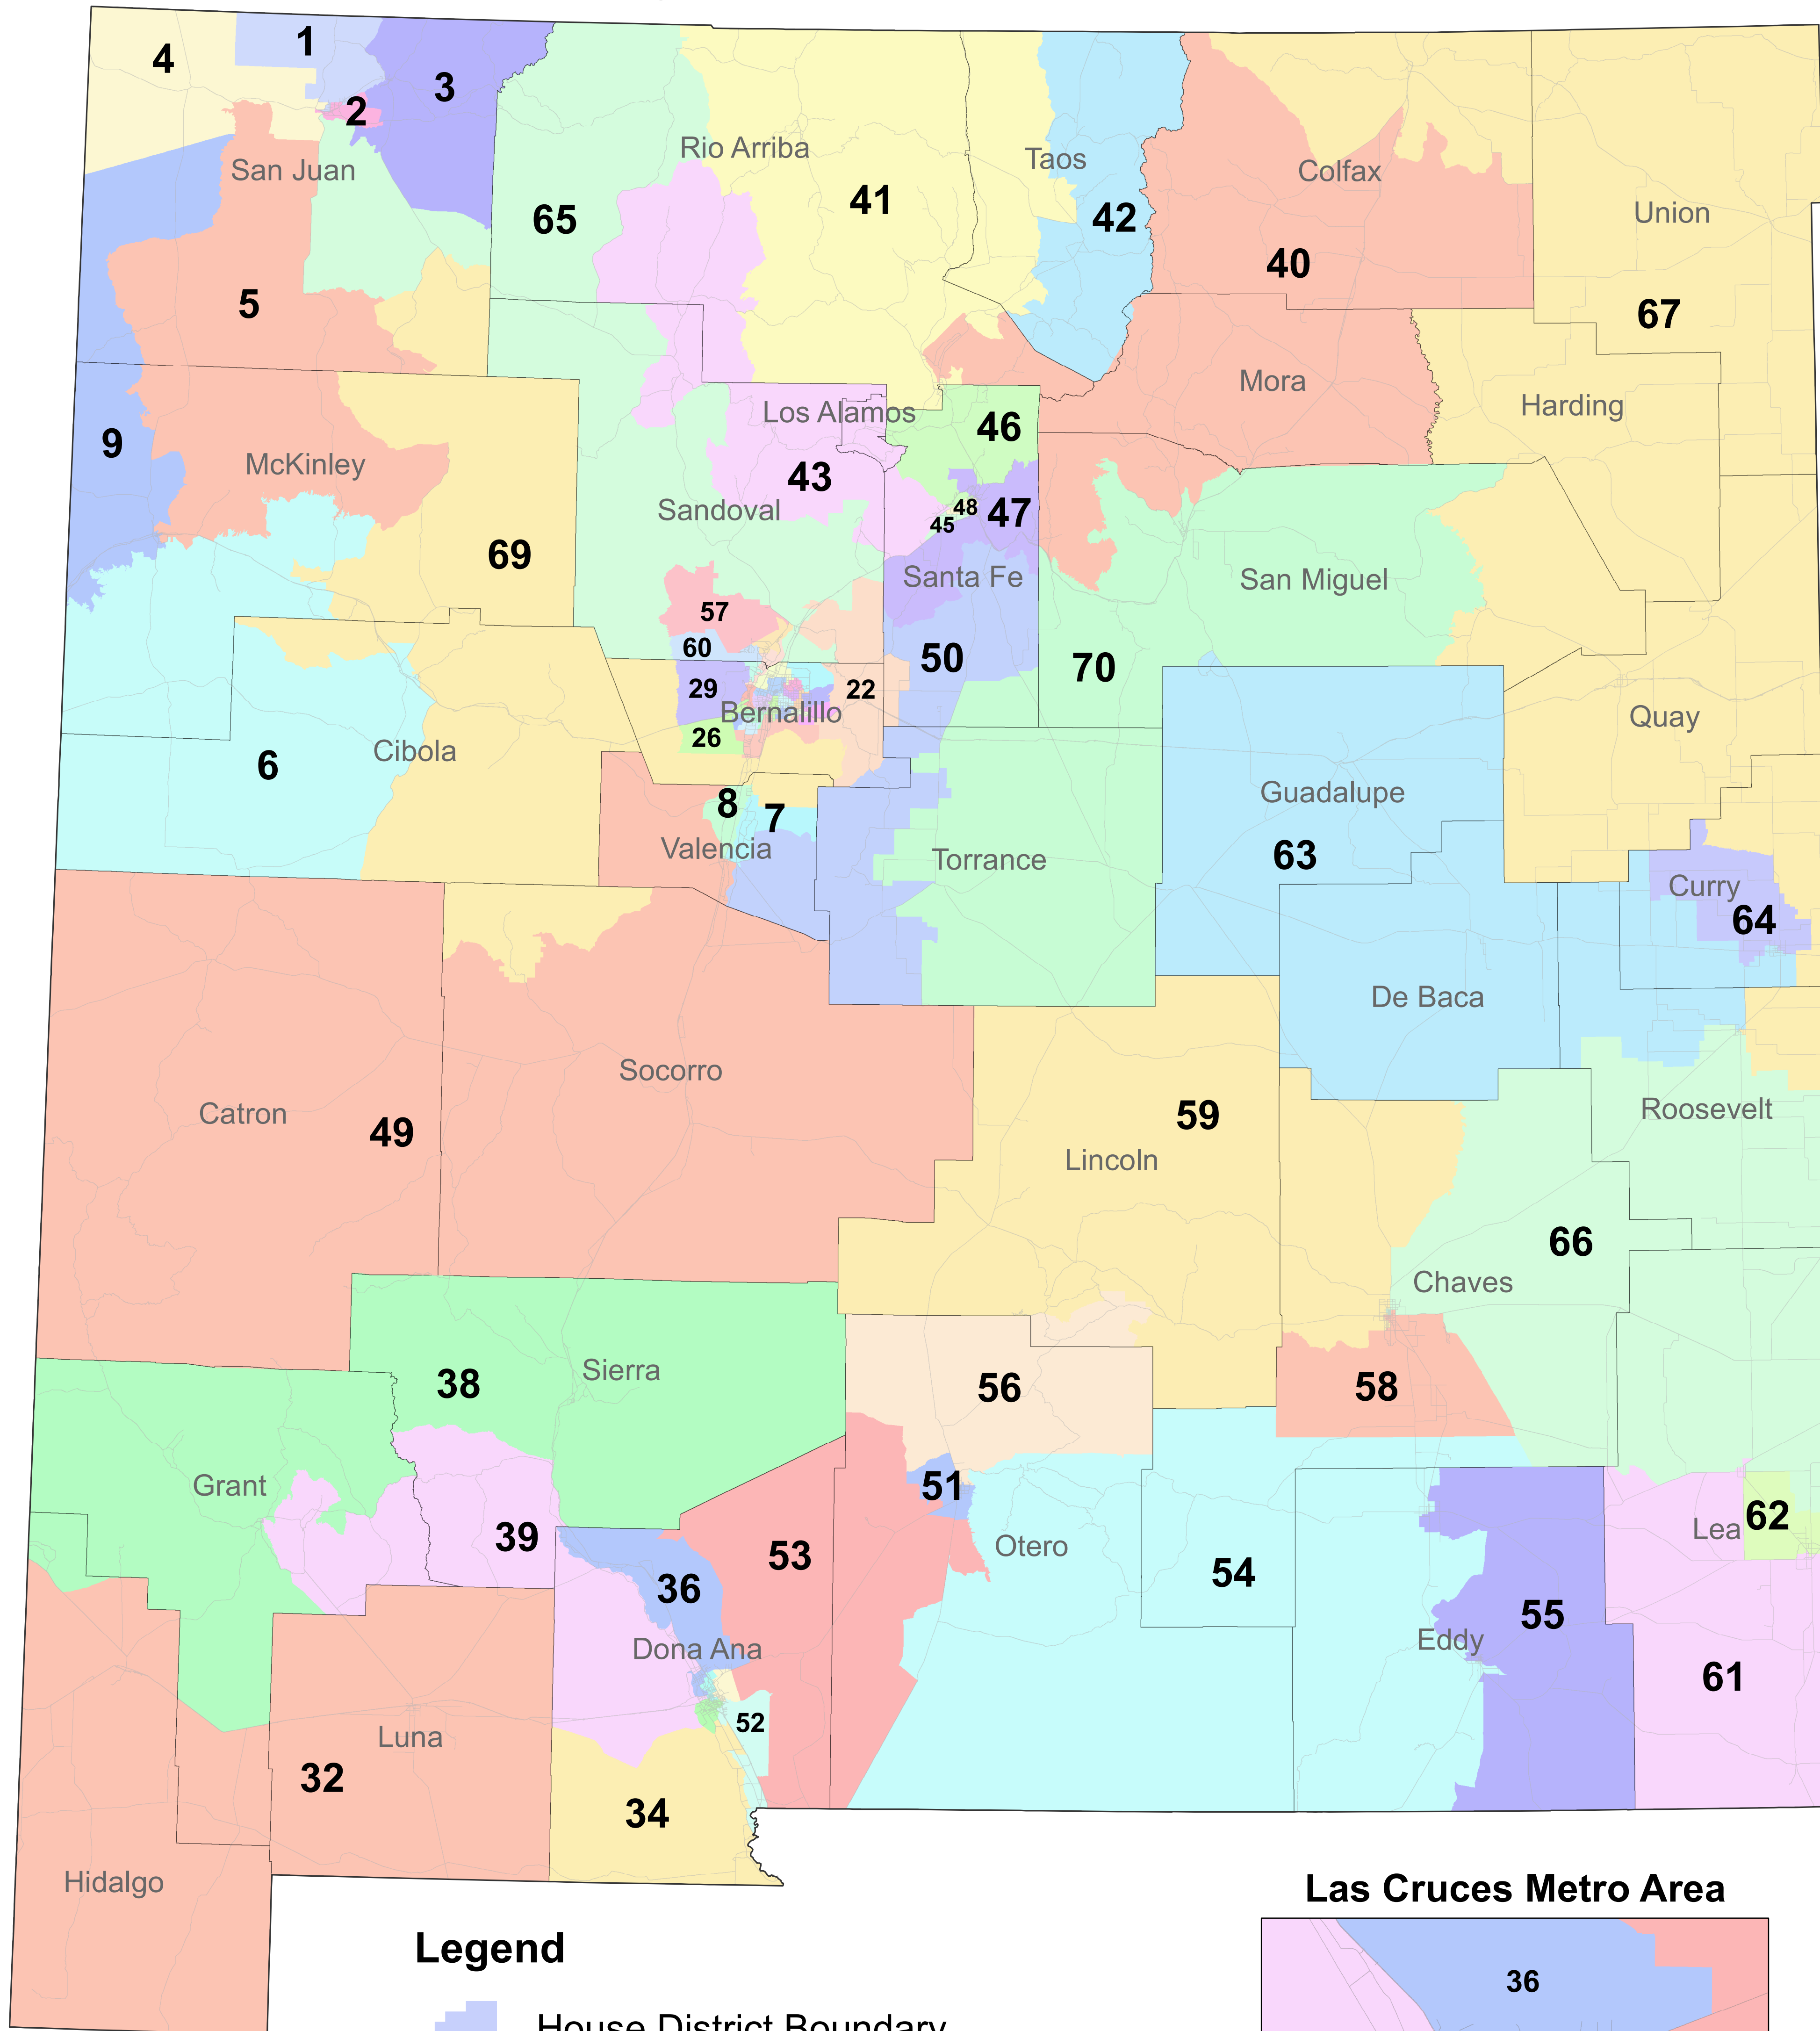 1
4
3
2
Rio Arriba
Taos
San Juan
Colfax
41
Union
65
42
40
5
67
Mora
Harding
Los Alamos
46
9
McKinley
43
48
47
Sandoval
45
69
Santa Fe
San Miguel
57
60
50
70
29
22
Bernalillo
Quay
26
Cibola
6
Guadalupe
8
7
Valencia
63
Torrance
Curry
64
De Baca
Socorro
Catron
49
59
Roosevelt
Lincoln
66
Chaves
Sierra
38
56
58
Grant
51
62
Lea
39
Otero
53
54
36
55
Eddy
Dona Ana
61
52
Luna
32
34
Hidalgo
Las Cruces Metro Area
Legend
36
House District Boundary